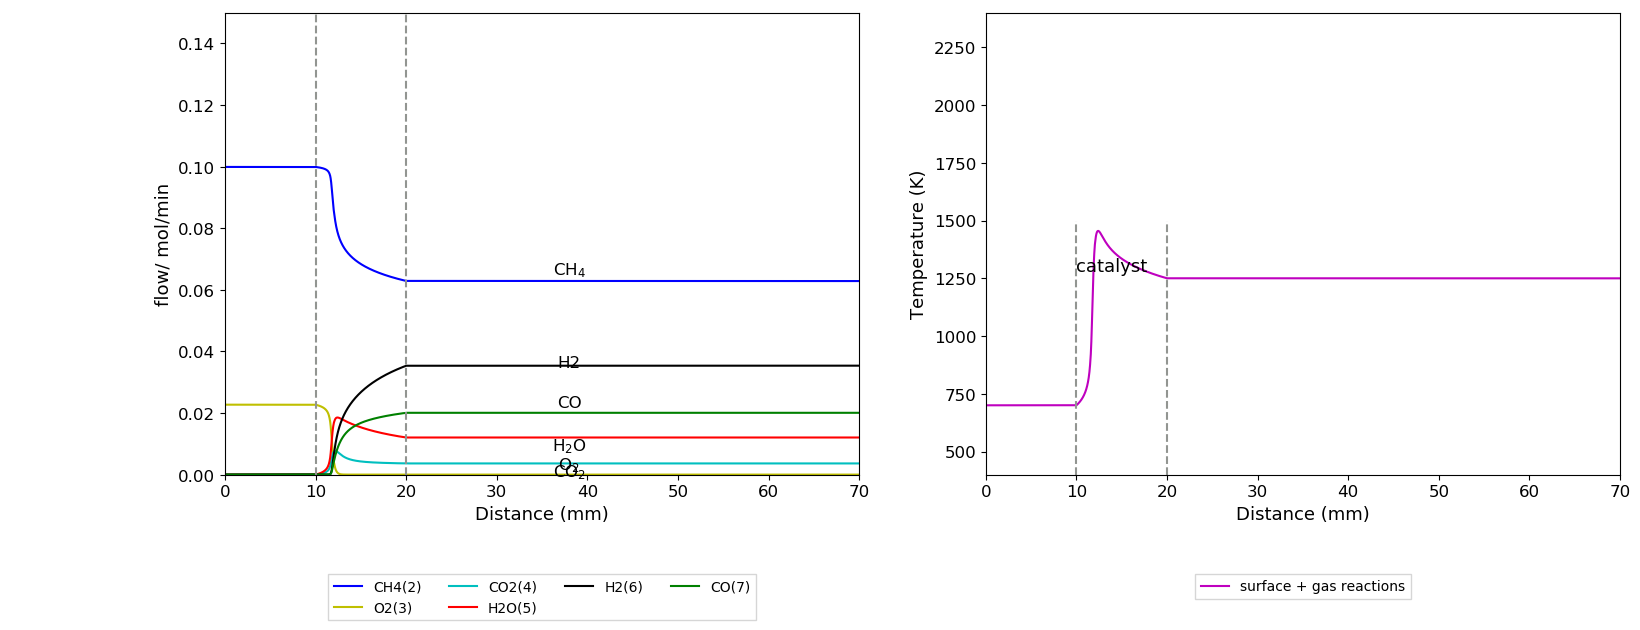 0.14
0.12
0.10
0.08
0.06
0.04
0.02
0.00
flow/ mol/min
CH4
H2
CO
H2O
O2
CO2
0 10 20 30 40 50 60 70
Distance (mm)
CH4(2) CO2(4) H2(6) CO(7)
O2(3) H2O(5)
2250
2000
1750
1500
1250
1000
750
500
Temperature (K)
catalyst
0 10 20 30 40 50 60 70
Distance (mm)
surface + gas reactions